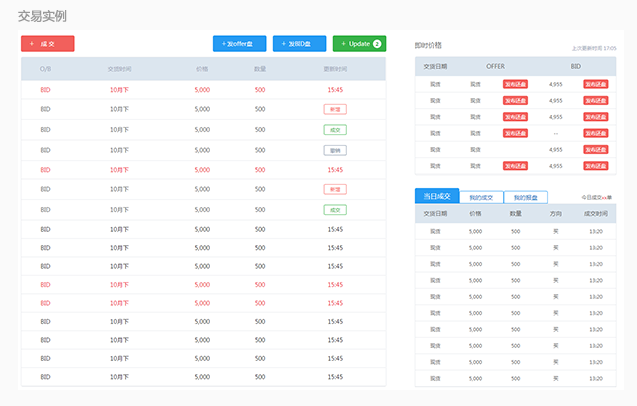 交易实例
+ 成 交
+ 发offer盘
+ 发现D盘
+ Update 2
O/B 交货时间 价格 数量 更新时间
BID 10月下 5,000 500 15:45
BID 10月下 5,000 500 新增
BID 10月下 5,000 500 成交
BID 10月下 5,000 500 撤销
BID 10月下 5,000 500 15:45
BID 10月下 5,000 500 新增
BID 10月下 5,000 500 成交
BID 10月下 5,000 500 15:45
BID 10月下 5,000 500 15:45
BID 10月下 5,000 500 15:45
BID 10月下 5,000 500 15:45
BID 10月下 5,000 500 15:45
BID 10月下 5,000 500 15:45
BID 10月下 5,000 500 15:45
BID 10月下 5,000 500 15:45
BID 10月下 5,000 500 15:45
即时价格
上次更新时间 17:05
交货日期 OFFER BID
现货 现货 发布还盘 4,955 发布还盘
现货 现货 发布还盘 4,955 发布还盘
现货 现货 发布还盘 4,955 发布还盘
现货 现货 发布还盘 -- 发布还盘
现货 现货 4,955 发布还盘
现货 现货 发布还盘 4,955 发布还盘
当日成交 我的成交 我的报盘
今日成交xx单
交货日期 价格 数量 方向 成交时间
现货 5,000 500 买 13:20
现货 5,000 500 买 13:20
现货 5,000 500 买 13:20
现货 5,000 500 买 13:20
现货 5,000 500 买 13:20
现货 5,000 500 买 13:20
现货 5,000 500 买 13:20
现货 5,000 500 买 13:20
现货 5,000 500 买 13:20
现货 5,000 500 买 13:20